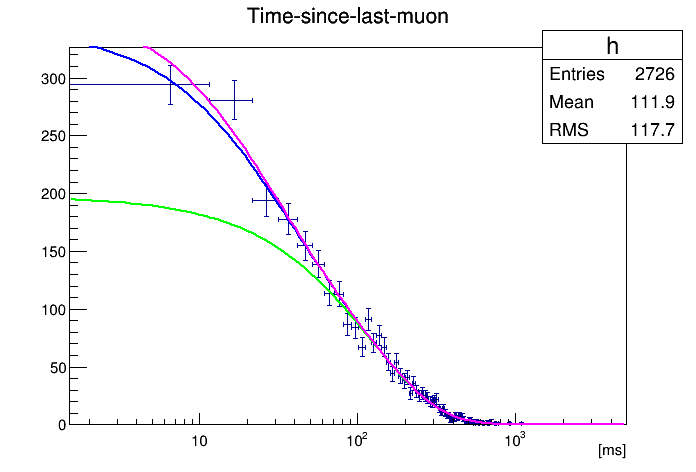 Time-since-last-muon
h
Entries 2726
Mean 111.9
RMS 117.7
300
250
200
150
100
50
0
10 10² 10³
[ms]